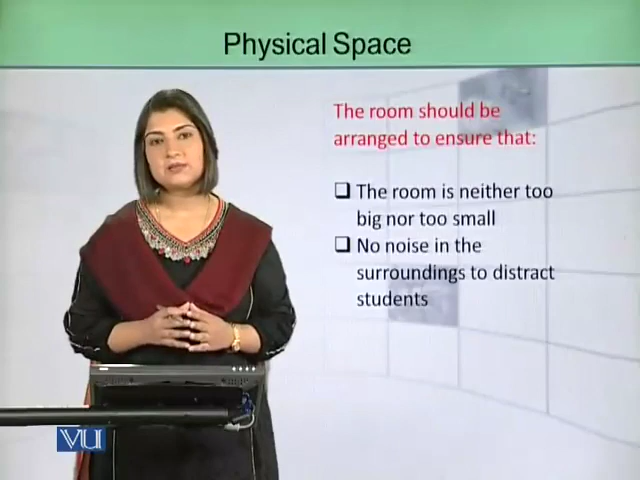 Physical Space
The room should be
arranged to ensure that:
The room is neither too
big nor too small
No noise in the
surroundings to distract
students
VU